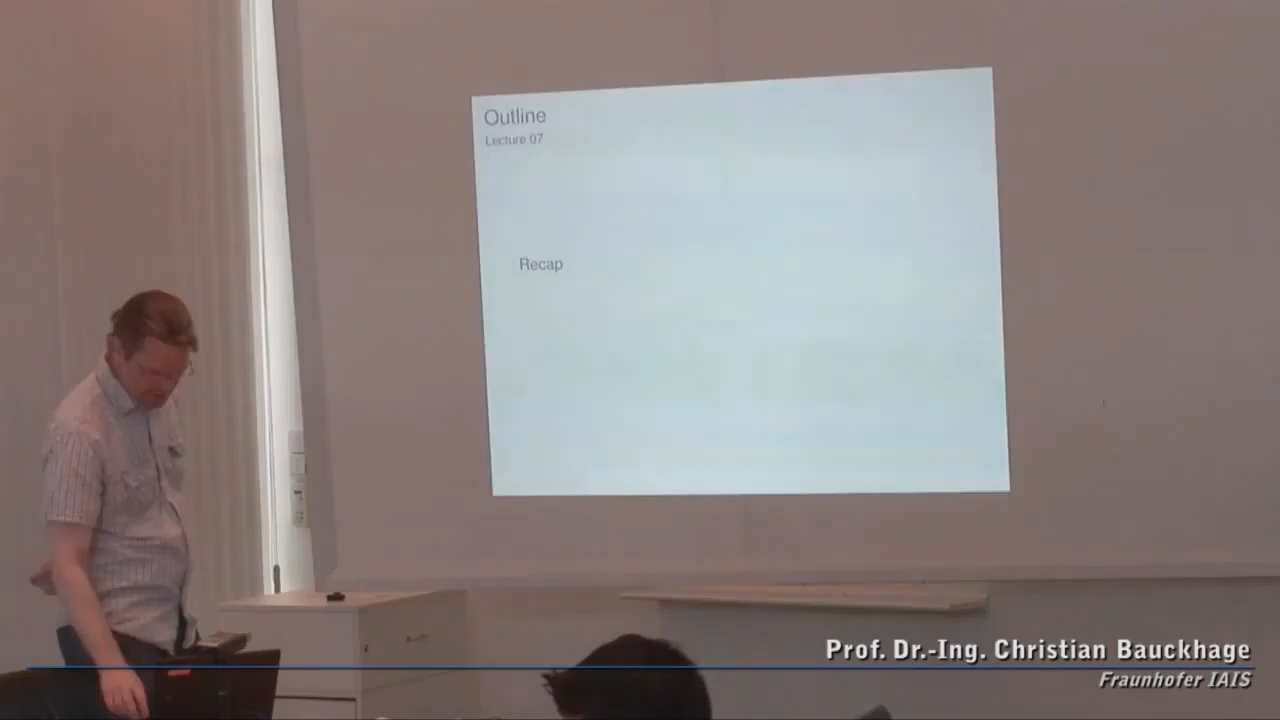 Outline
Lecture 07
Recap
Prof. Dr.-Ing. Christian Bauckhage
Fraunhofer IAIS